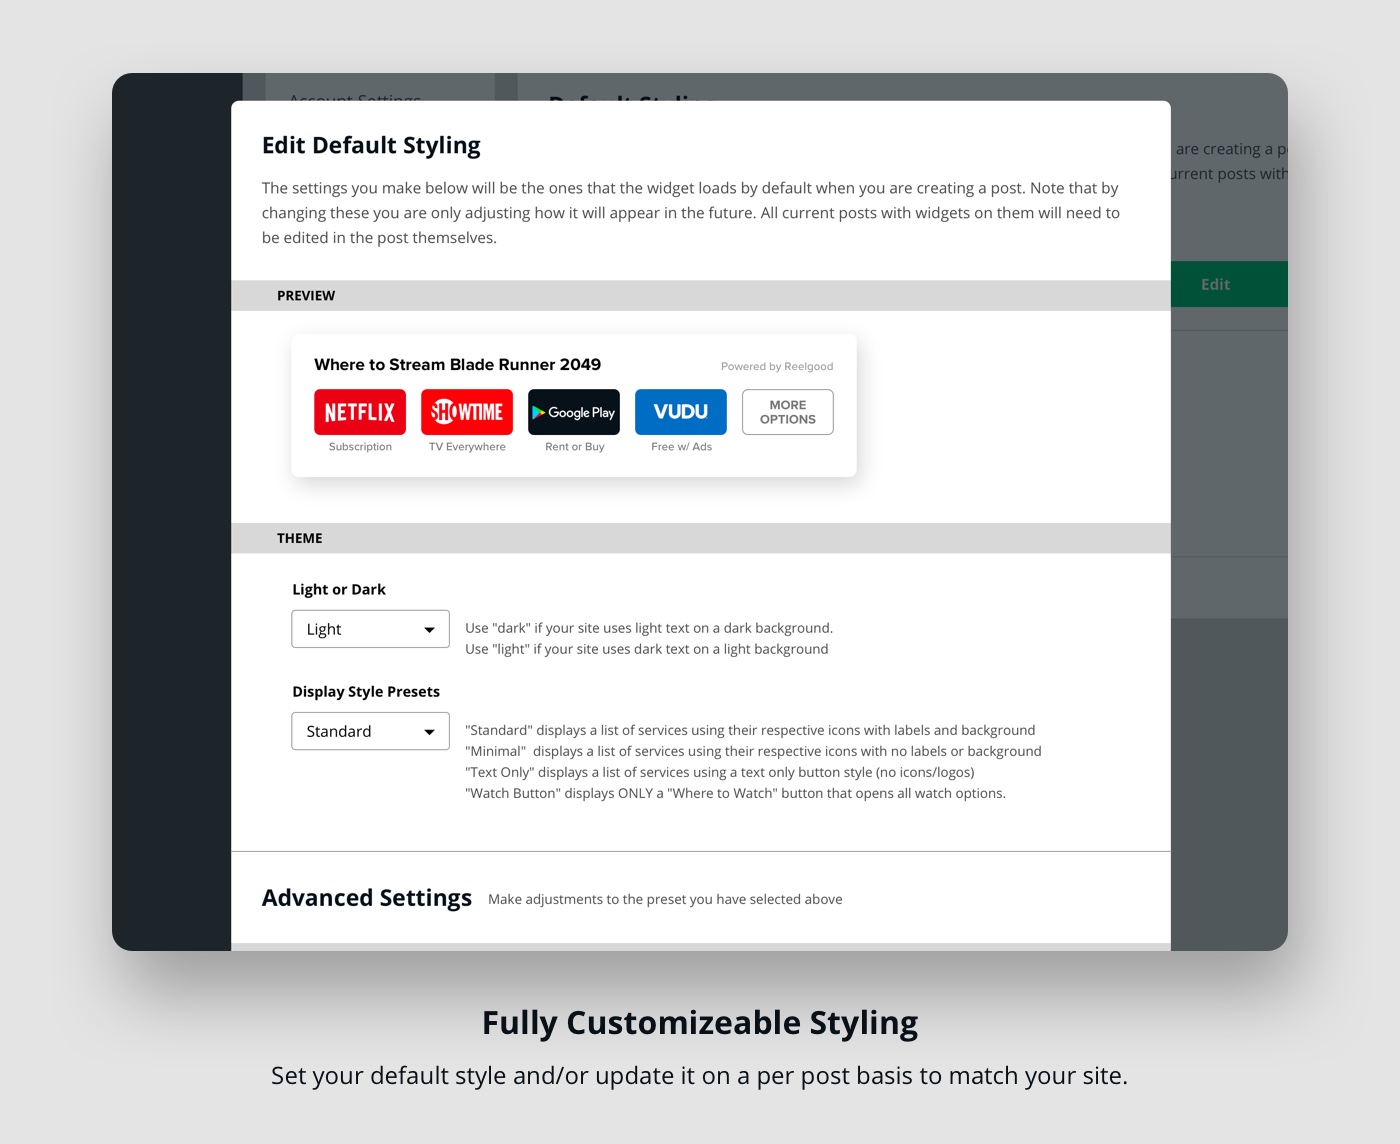 Account Settings
Default Styling
Edit Default Styling
The settings you make below will be the ones that the widget loads by default when you are creating a post. Note that by
changing these you are only adjusting how it will appear in the future. All current posts with widgets on them will need to
be edited in the post themselves.
are creating a
current posts with
Edit
PREVIEW
Where to Stream Blade Runner 2049
Powered by Reelgood
NETFLIX
SHOWTIME
Google Play
VUDU
MORE
OPTIONS
Subscription
TV Everywhere
Rent or Buy
Free w/ Ads
THEME
Light or Dark
Light
Use "dark" if your site uses light text on a dark background.
Use "light" if your site uses dark text on a light background
Display Style Presets
Standard
"Standard" displays a list of services using their respective icons with labels and background
"Minimal"  displays a list of services using their respective icons with no labels or background
"Text Only" displays a list of services using a text only button style (no icons/logos)
"Watch Button" displays ONLY a "Where to Watch" button that opens all watch options.
Advanced Settings
Make adjustments to the preset you have selected above
Fully Customizeable Styling
Set your default style and/or update it on a per post basis to match your site.